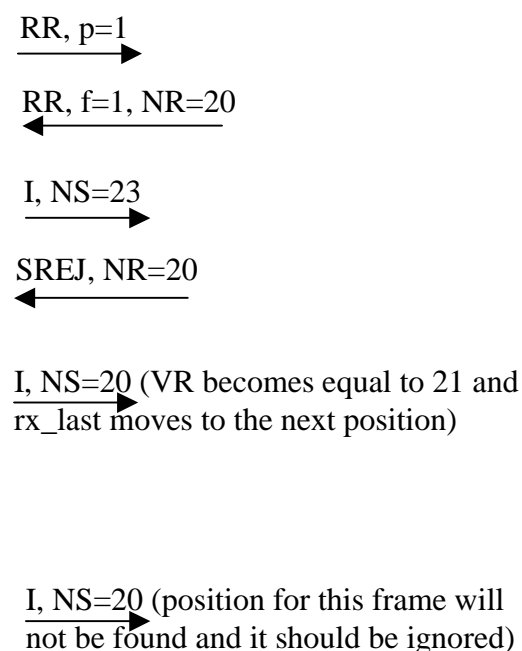 RR, p=1
RR, f=1, NR=20
I, NS=23
SREJ, NR=20
I, NS=20 (VR becomes equal to 21 and
rx_last moves to the next position)
I, NS=20 (position for this frame will
not be found and it should be ignored)